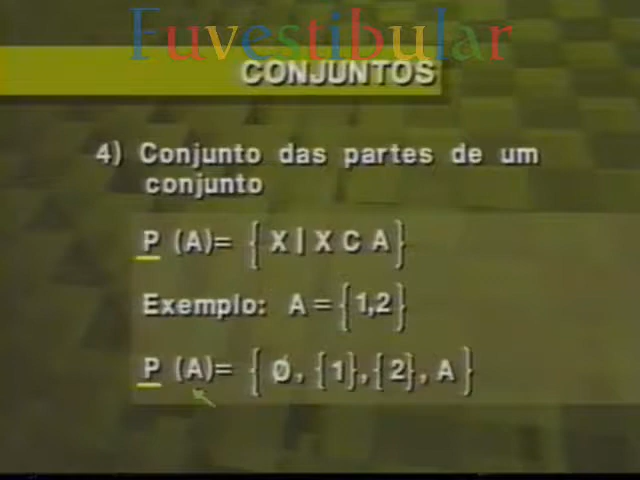 Fuvestibular
CONJUNTOS
4) Conjunto das partes de um
conjunto
P (A)= { X | X C A }
Exemplo: A = {1,2}
P (A)= { Ø, {1}, {2}, A }